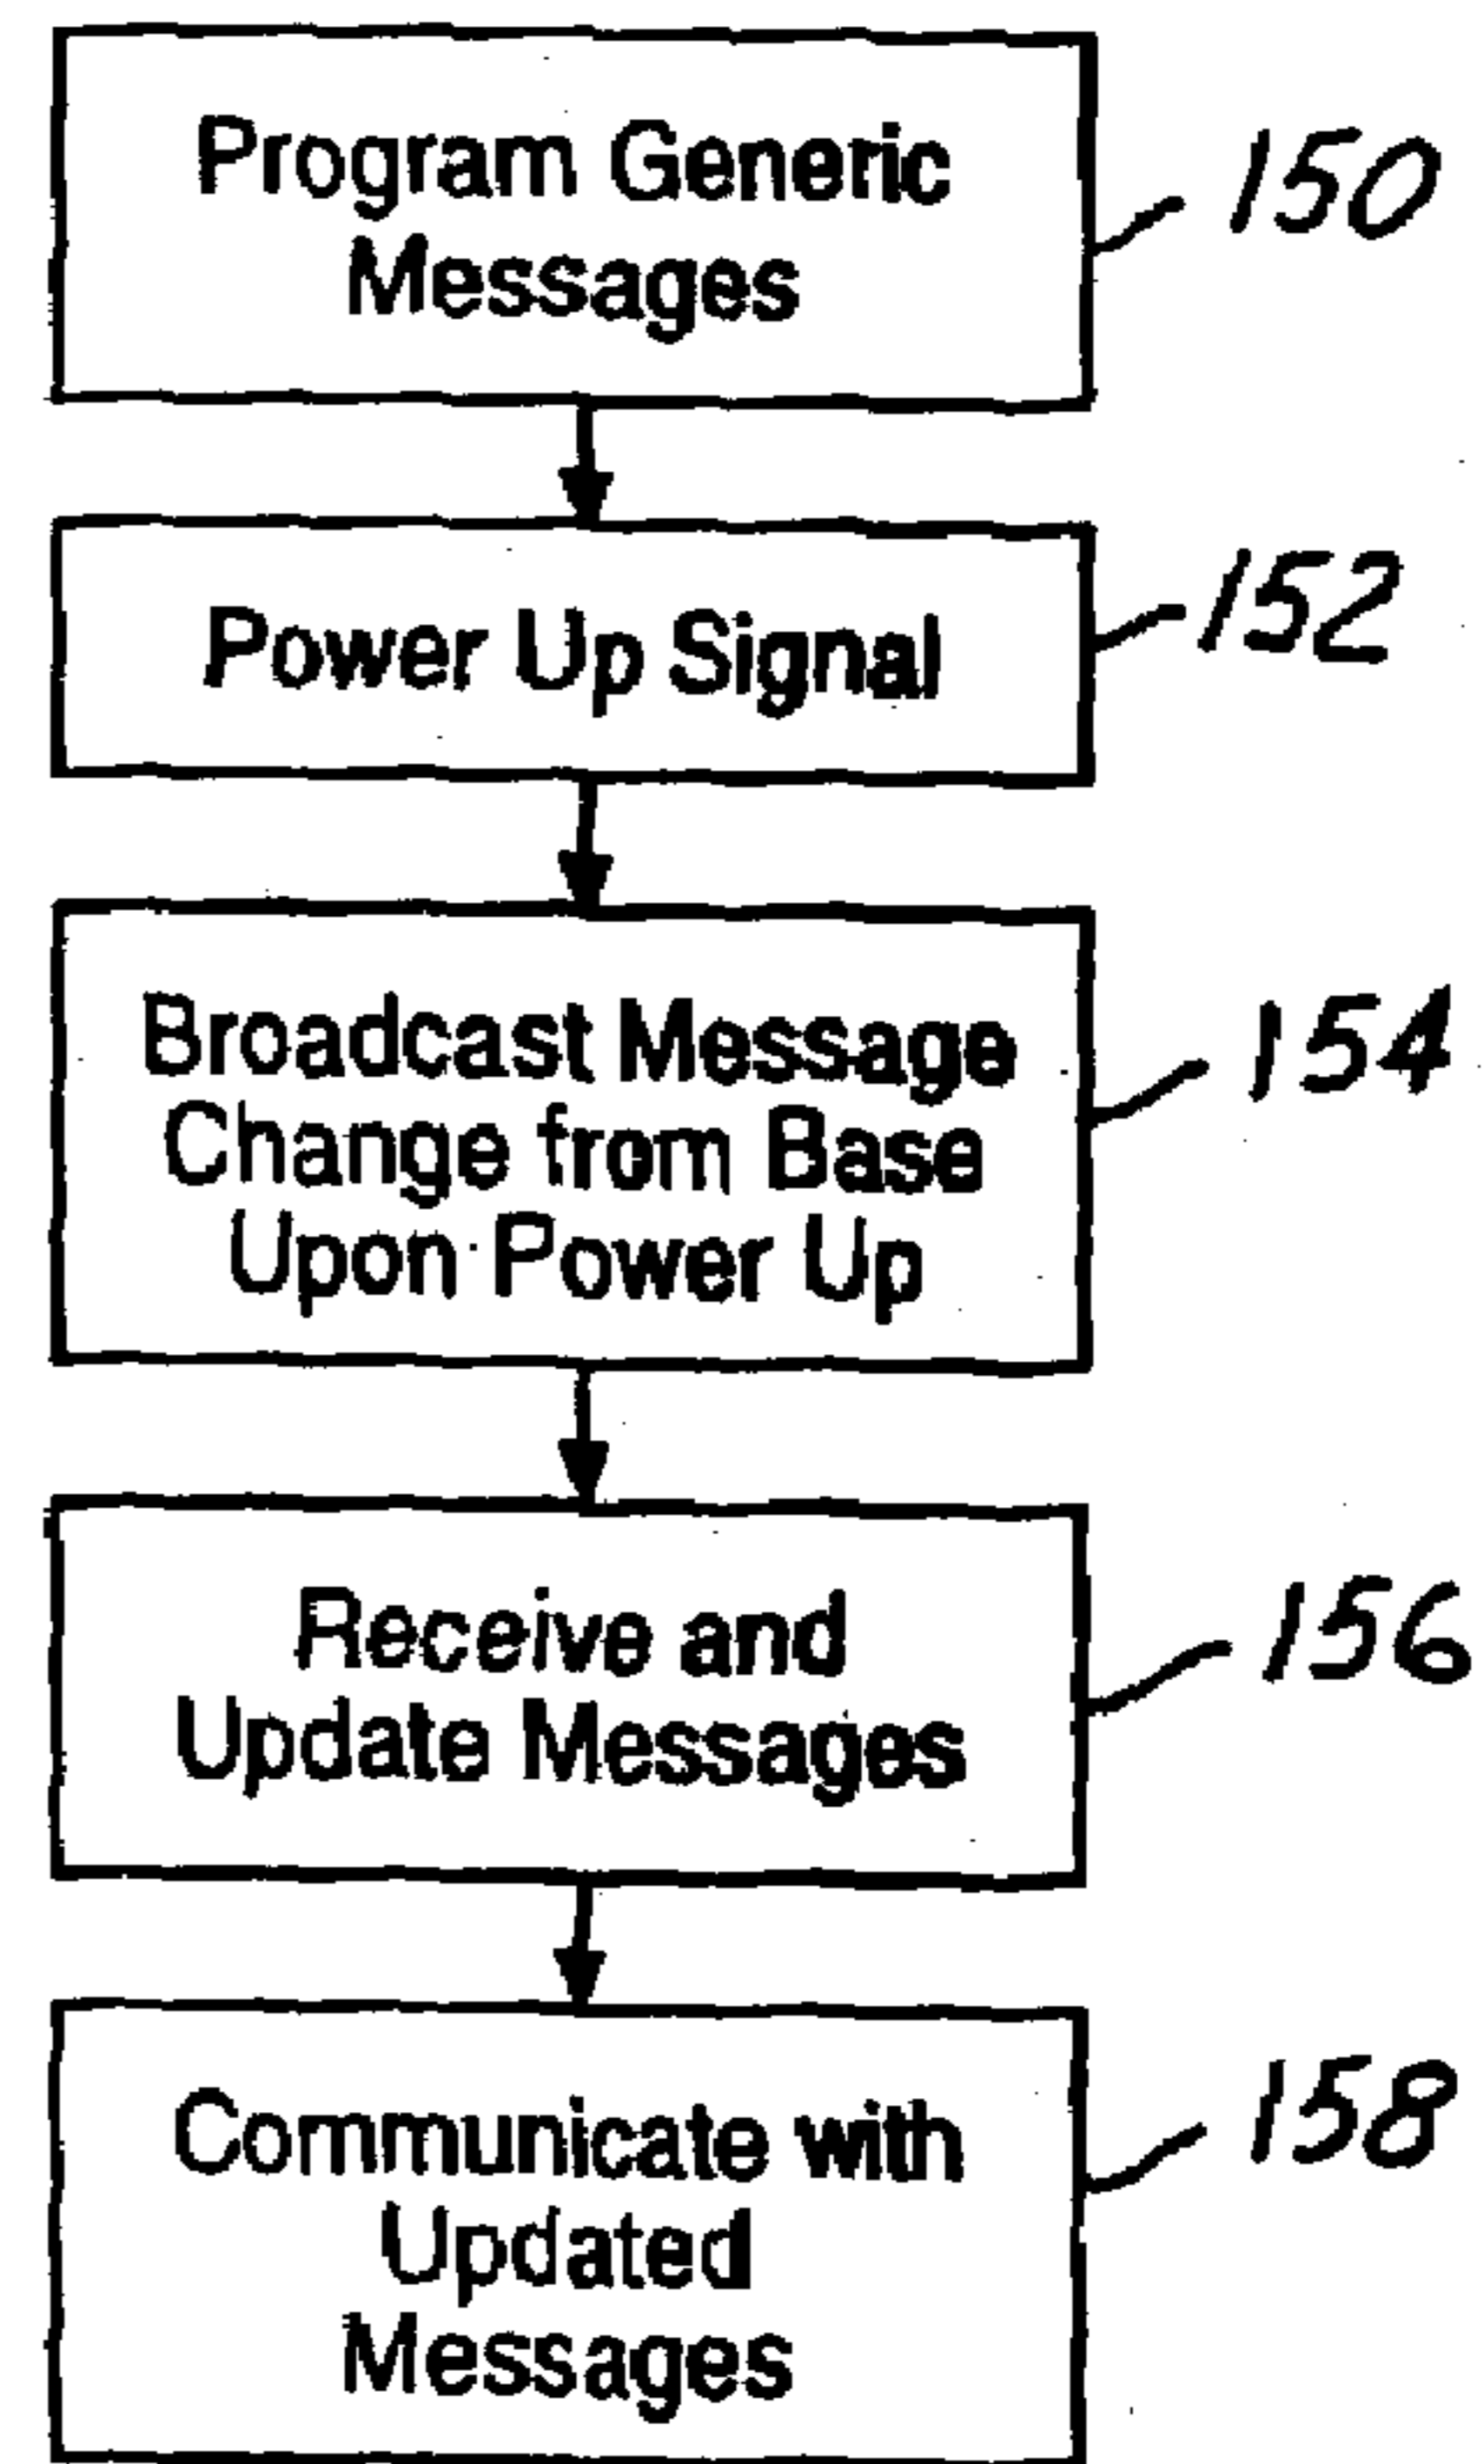 Program Generic
Messages
150
Power Up Signal
152
Broadcast Message
Change from Base
Upon Power Up
154
Receive and
Update Messages
156
Communicate with
Updated
Messages
158